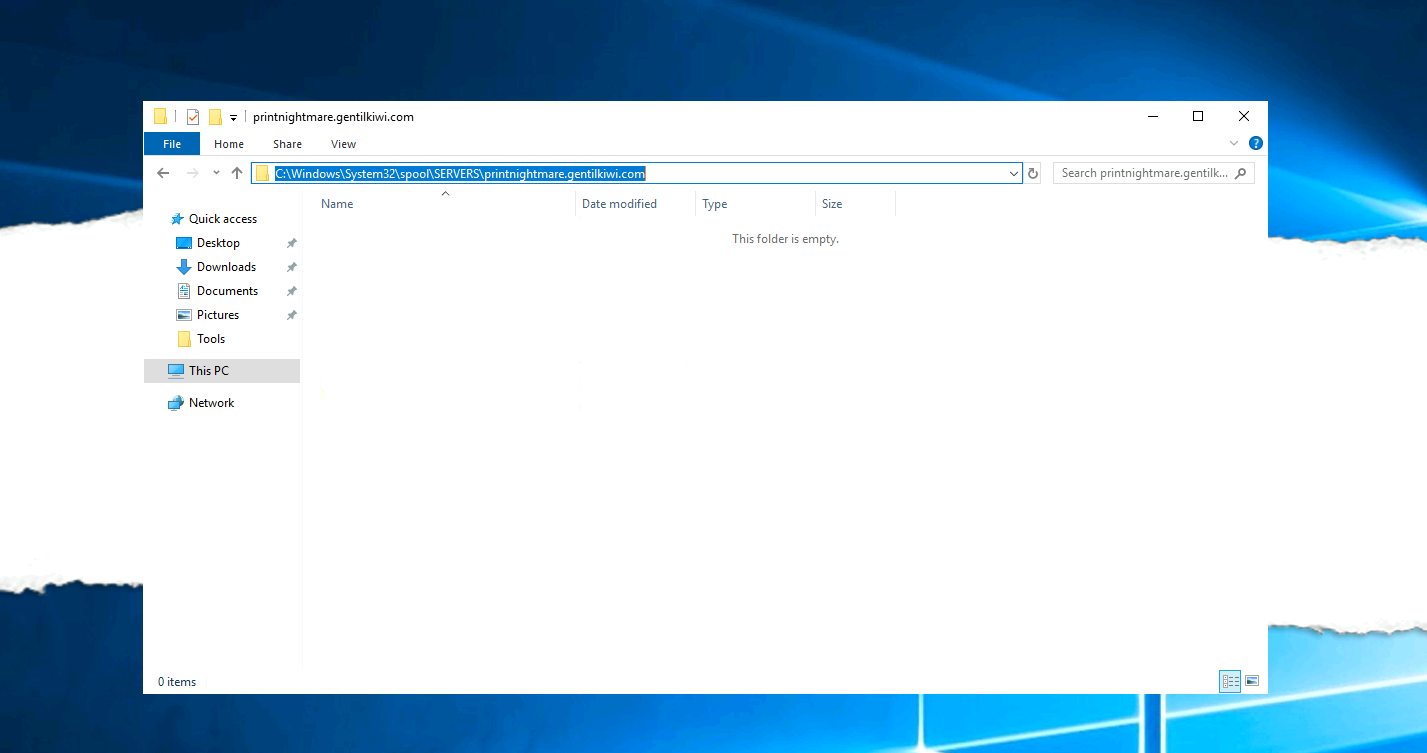 printnightmare.gentilkiwi.com
File Home Share View
C:\Windows\System32\spool\SERVERS\printnightmare.gentilkiwi.com
Search printnightmare.gentilk...
Name Date modified Type Size
This folder is empty.
Quick access
Desktop
Downloads
Documents
Pictures
Tools
This PC
Network
0 items